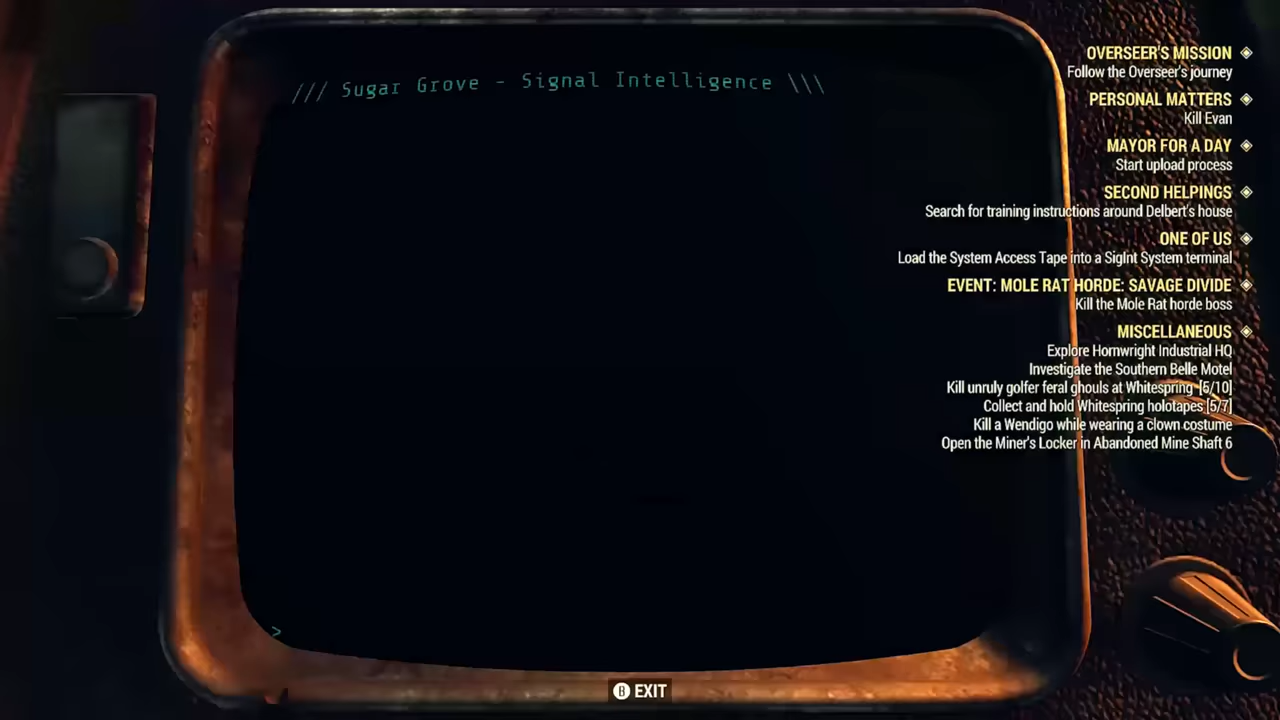 /// Sugar Grove - Signal Intelligence \\\
OVERSEER'S MISSION
Follow the Overseer's journey
PERSONAL MATTERS
Kill Evan
MAYOR FOR A DAY
Start upload process
SECOND HELPINGS
Search for training instructions around Delbert's house
ONE OF US
Load the System Access Tape into a SigInt System terminal
EVENT: MOLE RAT HORDE: SAVAGE DIVIDE
Kill the Mole Rat horde boss
MISCELLANEOUS
Explore Hornwright Industrial HQ
Investigate the Southern Belle Motel
Kill unruly golfer feral ghouls at Whitespring [5/10]
Collect and hold Whitespring holotapes [5/7]
Kill a Wendigo while wearing a clown costume
Open the Miner's Locker in Abandoned Mine Shaft 6
>
B EXIT